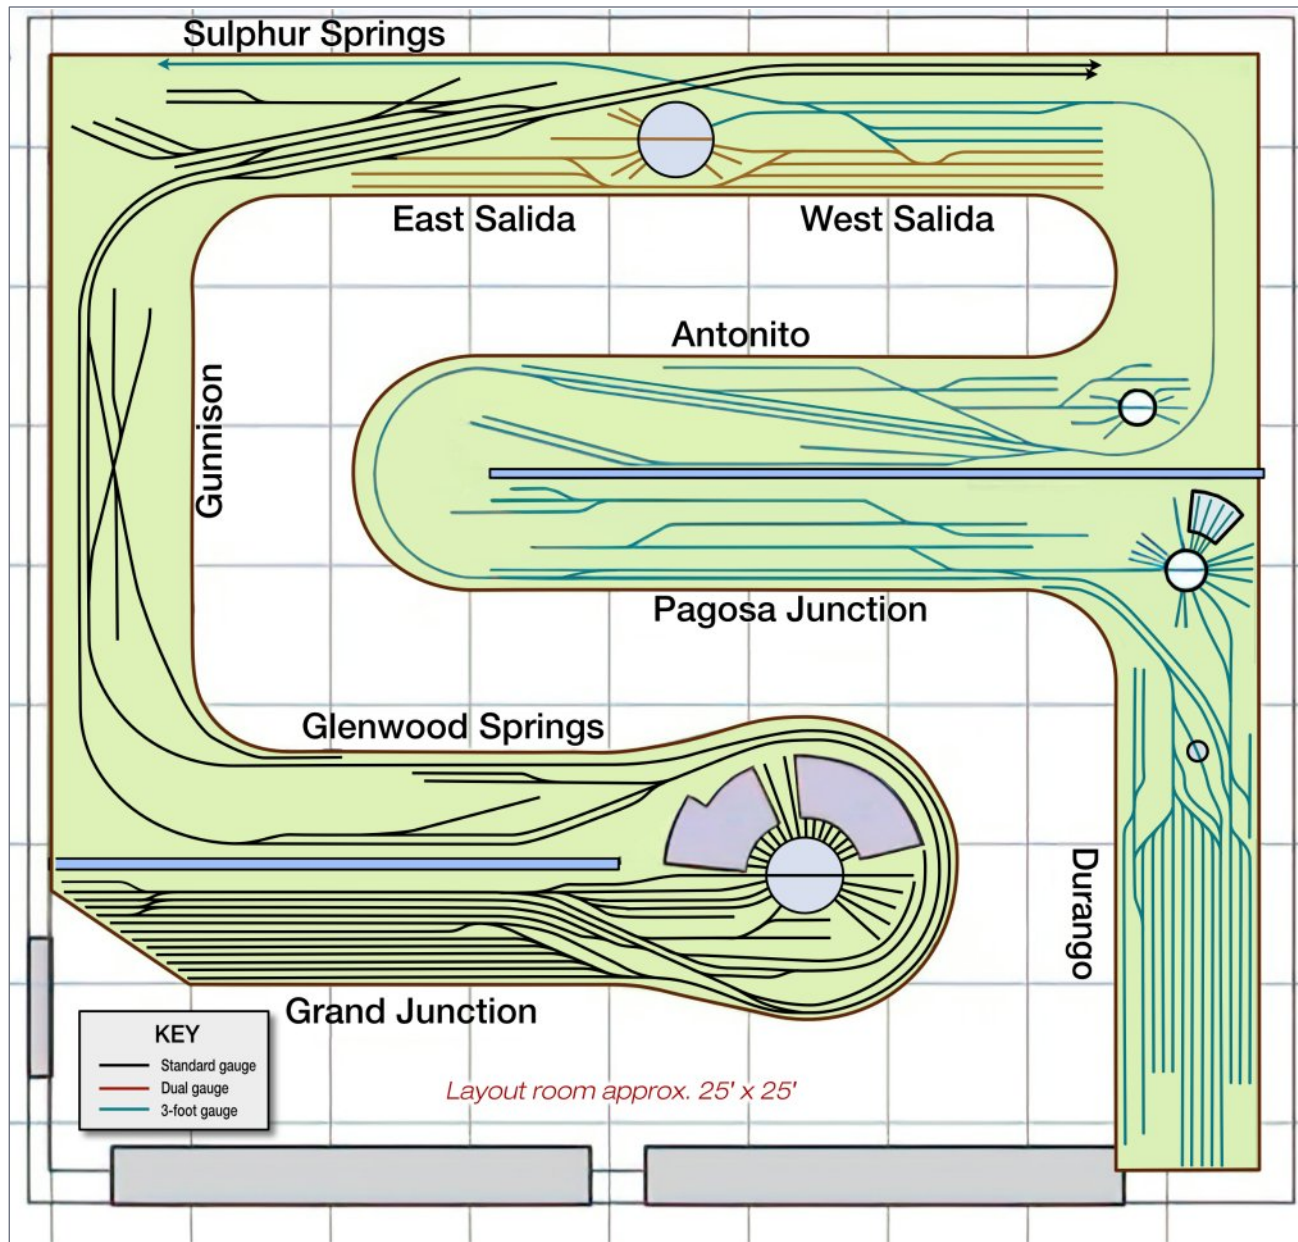 Sulphur Springs
East Salida
West Salida
Antonito
Gunnison
Pagosa Junction
Glenwood Springs
Durango
Grand Junction
KEY
Standard gauge
Dual gauge
3-foot gauge
Layout room approx. 25' x 25'